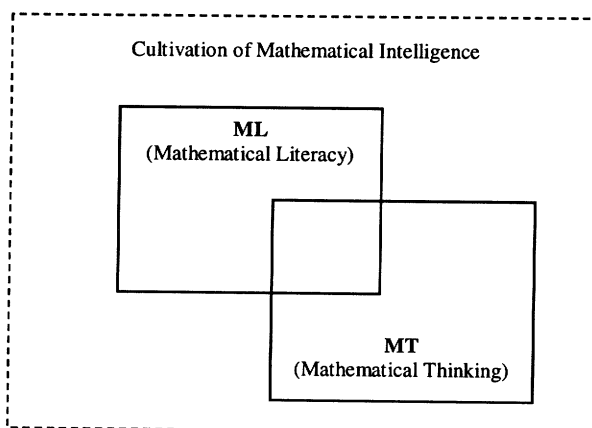 Cultivation of Mathematical Intelligence
ML
(Mathematical Literacy)
MT
(Mathematical Thinking)